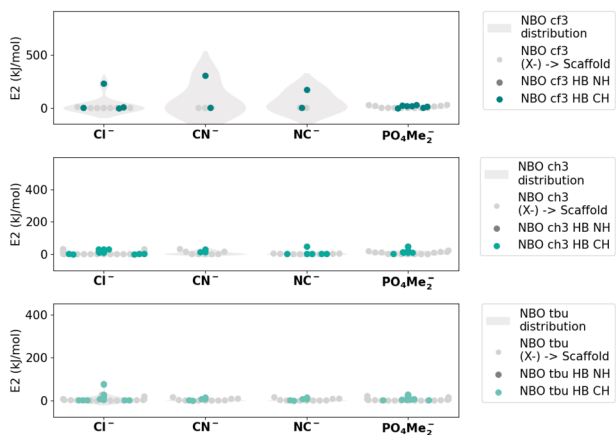 NBO cf3
distribution
NBO cf3
(X-) -> Scaffold
NBO cf3 HB NH
NBO cf3 HB CH
E2 (kJ/mol)
500
0
Cl⁻
CN⁻
NC⁻
PO₄Me₂⁻
NBO ch3
distribution
NBO ch3
(X-) -> Scaffold
NBO ch3 HB NH
NBO ch3 HB CH
E2 (kJ/mol)
400
200
0
Cl⁻
CN⁻
NC⁻
PO₄Me₂⁻
NBO tbu
distribution
NBO tbu
(X-) -> Scaffold
NBO tbu HB NH
NBO tbu HB CH
E2 (kJ/mol)
400
200
0
Cl⁻
CN⁻
NC⁻
PO₄Me₂⁻